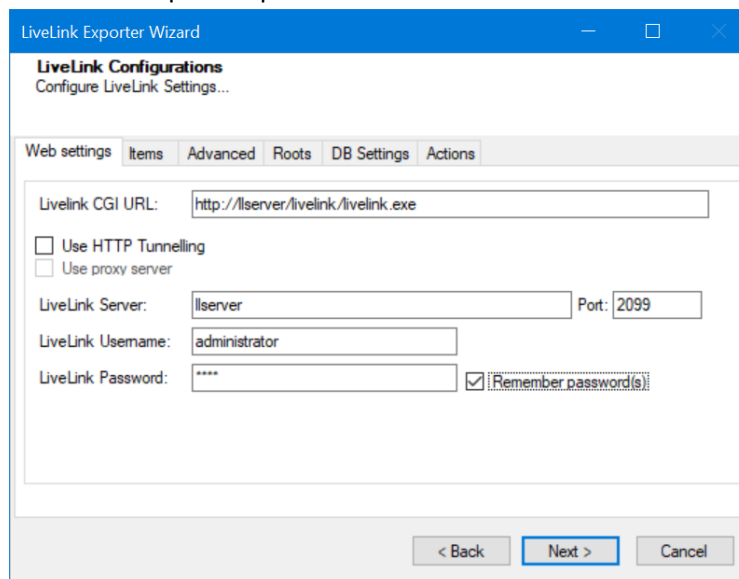 LiveLink Exporter Wizard
LiveLink Configurations
Configure LiveLink Settings...
Web settings Items Advanced Roots DB Settings Actions
Livelink CGI URL: http://llserver/livelink/livelink.exe
Use HTTP Tunnelling
Use proxy server
LiveLink Server: llserver Port: 2099
LiveLink Username: administrator
LiveLink Password: **** Remember password(s)
< Back Next > Cancel